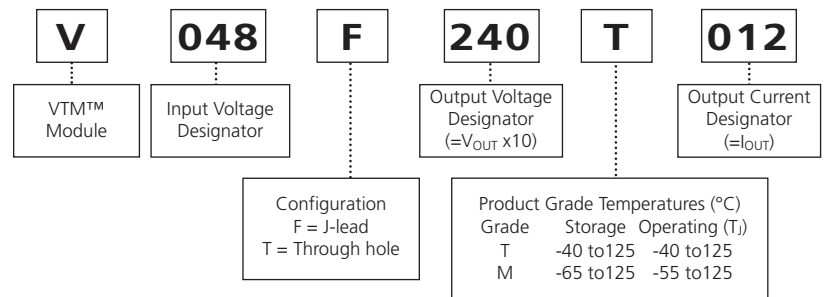 V 048 F 240 T 012
VTM™
Module
Input Voltage
Designator
Output Voltage
Designator
(=VOUT x10)
Output Current
Designator
(=IOUT)
Configuration
F = J-lead
T = Through hole
Product Grade Temperatures (°C)
Grade Storage Operating (TJ)
T -40 to125 -40 to125
M -65 to125 -55 to125